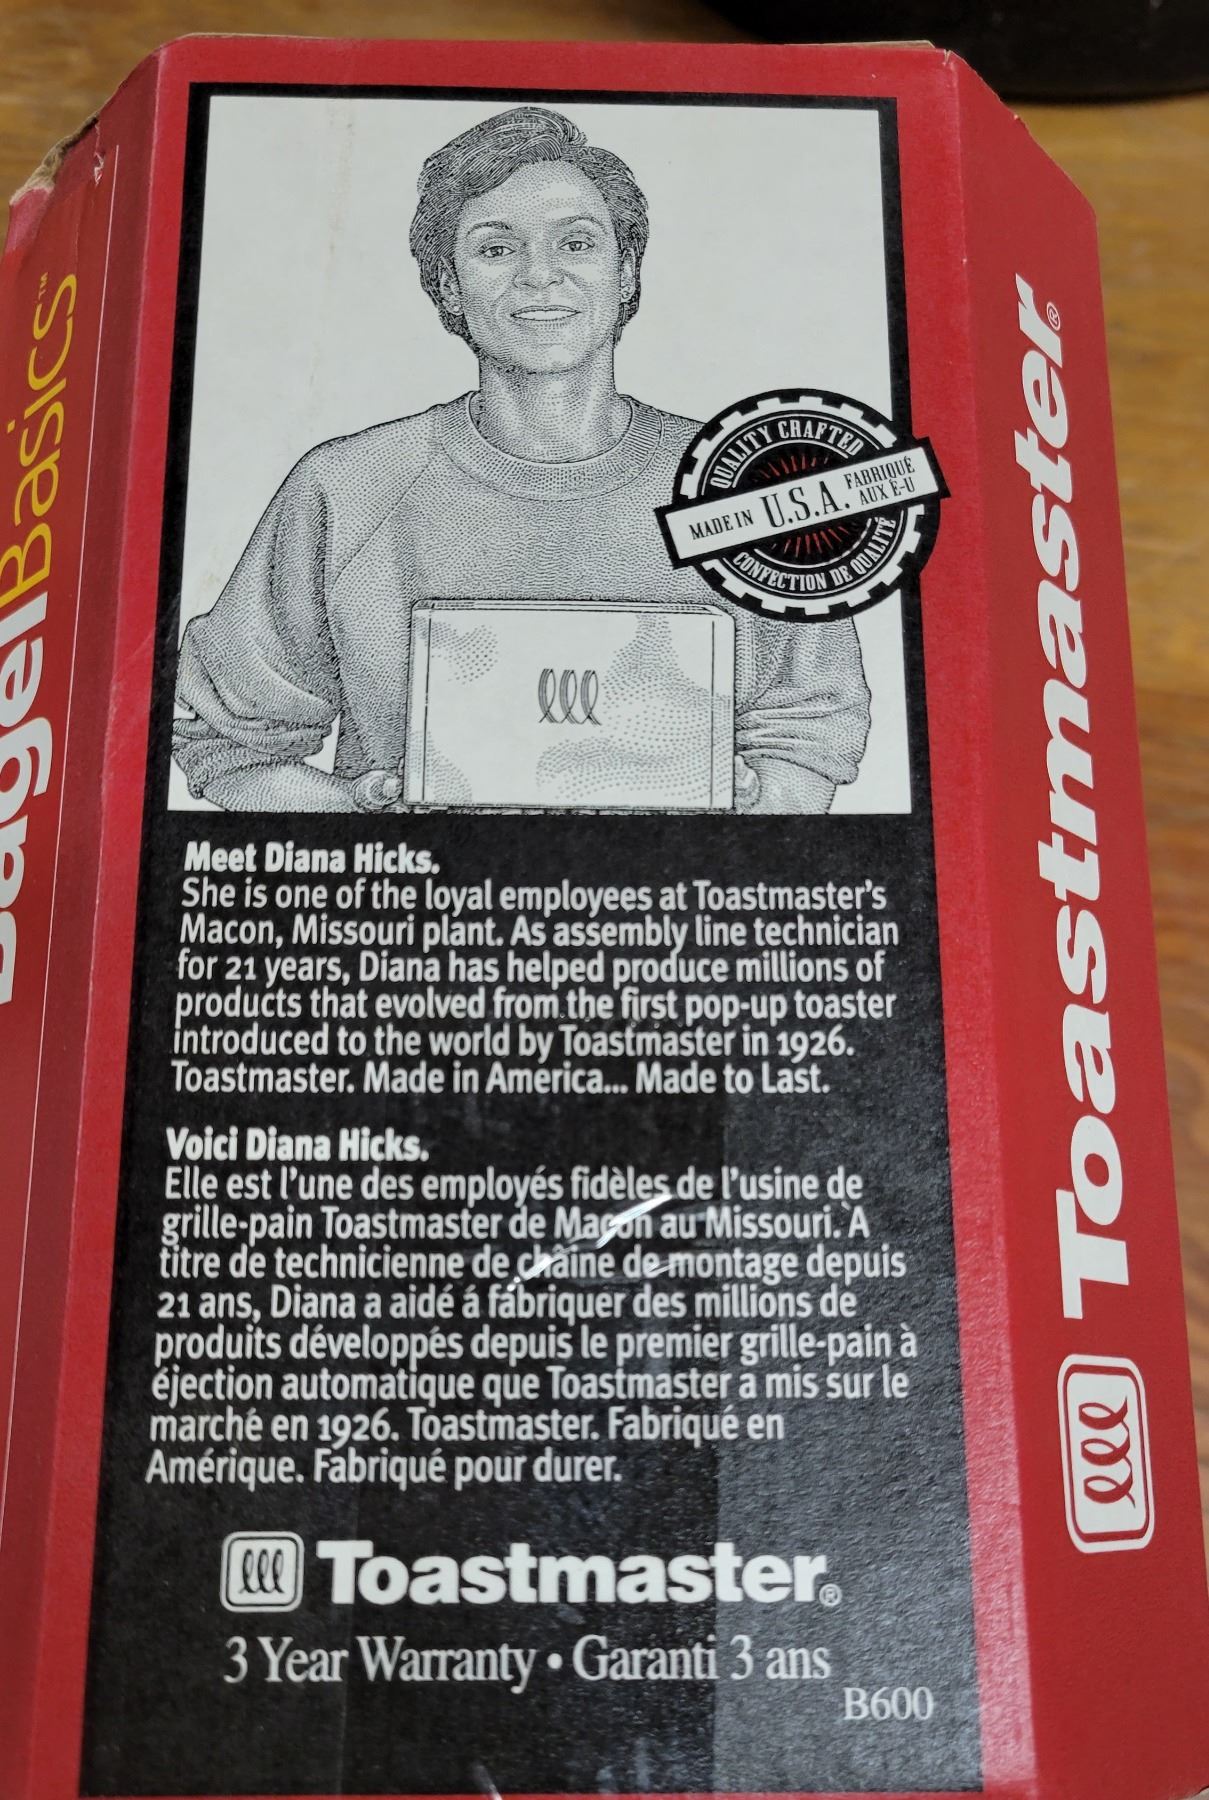 BagelBasics™
QUALITY CRAFTED
MADE IN U.S.A. FABRIQUÉ AUX É-U
CONFECTION DE QUALITÉ
Meet Diana Hicks.
She is one of the loyal employees at Toastmaster's
Macon, Missouri plant. As assembly line technician
for 21 years, Diana has helped produce millions of
products that evolved from the first pop-up toaster
introduced to the world by Toastmaster in 1926.
Toastmaster. Made in America... Made to Last.
Voici Diana Hicks.
Elle est l'une des employés fidèles de l'usine de
grille-pain Toastmaster de Macon au Missouri. À
titre de technicienne de chaîne de montage depuis
21 ans, Diana a aidé á fabriquer des millions de
produits développés depuis le premier grille-pain à
éjection automatique que Toastmaster a mis sur le
marché en 1926. Toastmaster. Fabriqué en
Amérique. Fabriqué pour durer.
Toastmaster®
3 Year Warranty • Garanti 3 ans
B600
Toastmaster®